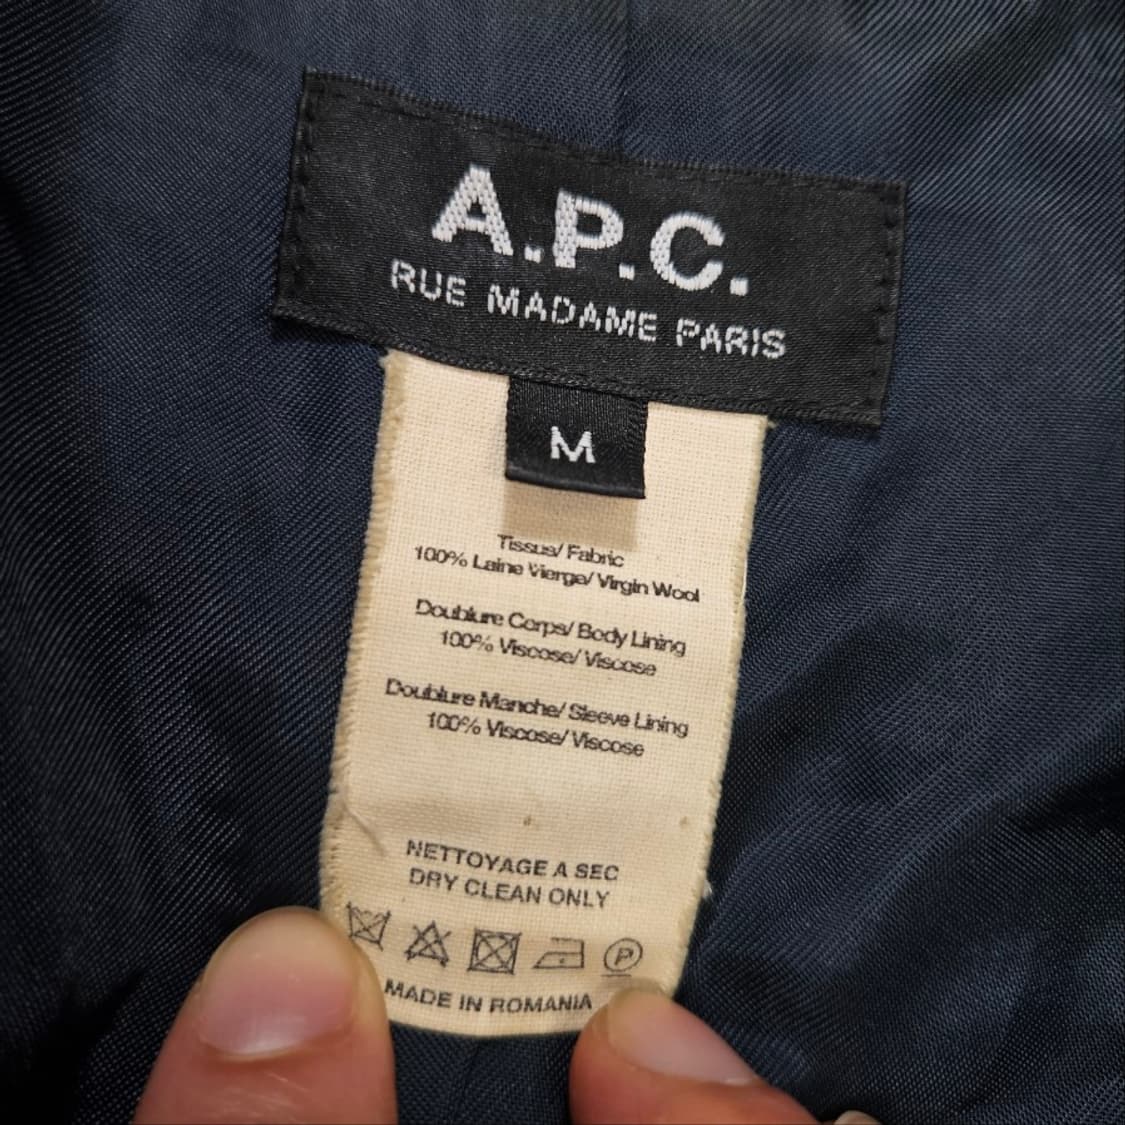 A.P.C.
RUE MADAME PARIS
M
Tissus/ Fabric
100% Laine Vierge/ Virgin Wool
Doublure Corps/ Body Lining
100% Viscose/ Viscose
Doublure Manche/ Sleeve Lining
100% Viscose/ Viscose
NETTOYAGE A SEC
DRY CLEAN ONLY
P
MADE IN ROMANIA